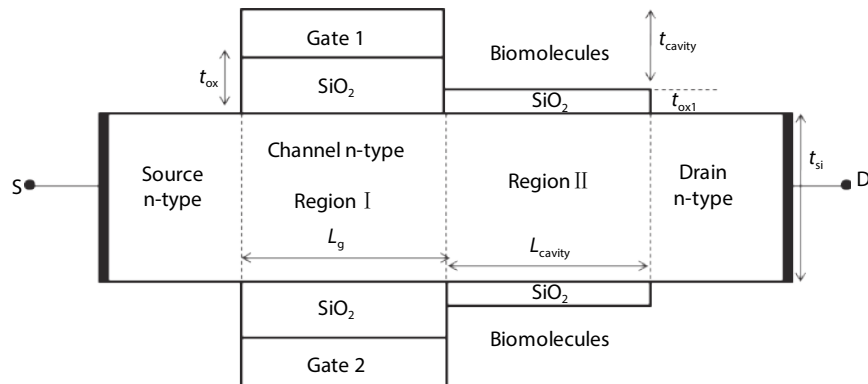 Gate 1
Biomolecules
t_cavity
t_ox
SiO₂
SiO₂
t_ox1
Channel n-type
Source
n-type
Region I
Region II
Drain
n-type
t_si
S
D
L_g
L_cavity
SiO₂
SiO₂
Gate 2
Biomolecules